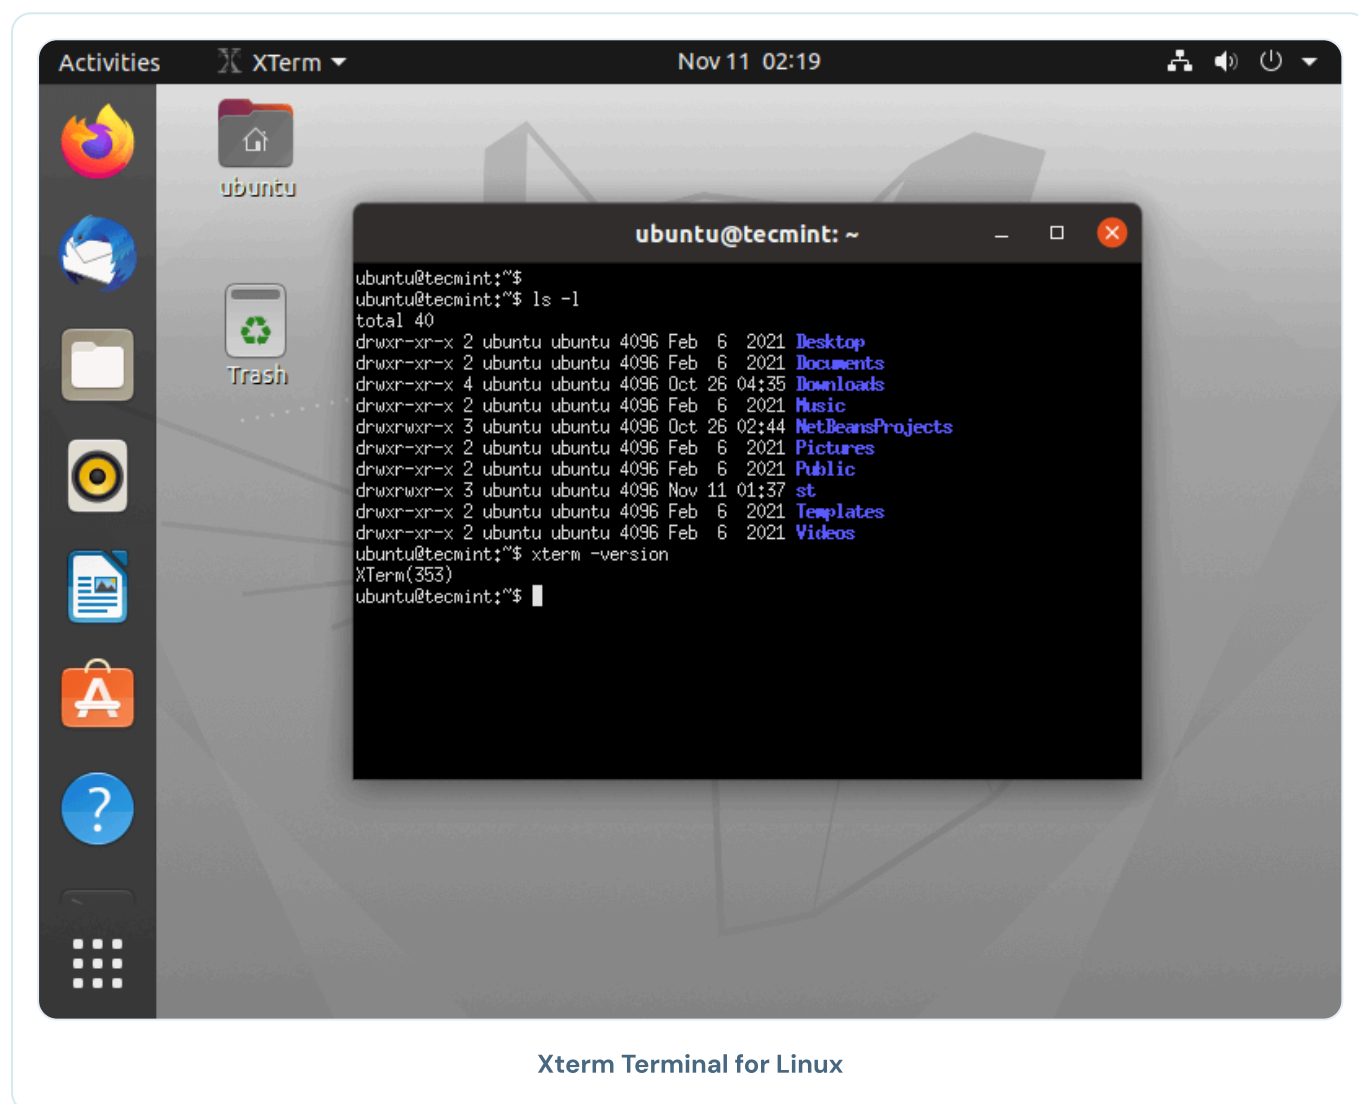 Activities
XTerm
Nov 11 02:19
ubuntu
Trash
ubuntu@tecmint: ~
ubuntu@tecmint:~$
ubuntu@tecmint:~$ ls -l
total 40
drwxr-xr-x 2 ubuntu ubuntu 4096 Feb  6  2021 Desktop
drwxr-xr-x 2 ubuntu ubuntu 4096 Feb  6  2021 Documents
drwxr-xr-x 4 ubuntu ubuntu 4096 Oct 26 04:35 Downloads
drwxr-xr-x 2 ubuntu ubuntu 4096 Feb  6  2021 Music
drwxrwxr-x 3 ubuntu ubuntu 4096 Oct 26 02:44 NetBeansProjects
drwxr-xr-x 2 ubuntu ubuntu 4096 Feb  6  2021 Pictures
drwxr-xr-x 2 ubuntu ubuntu 4096 Feb  6  2021 Public
drwxrwxr-x 3 ubuntu ubuntu 4096 Nov 11 01:37 st
drwxr-xr-x 2 ubuntu ubuntu 4096 Feb  6  2021 Templates
drwxr-xr-x 2 ubuntu ubuntu 4096 Feb  6  2021 Videos
ubuntu@tecmint:~$ xterm -version
XTerm(353)
ubuntu@tecmint:~$
Xterm Terminal for Linux